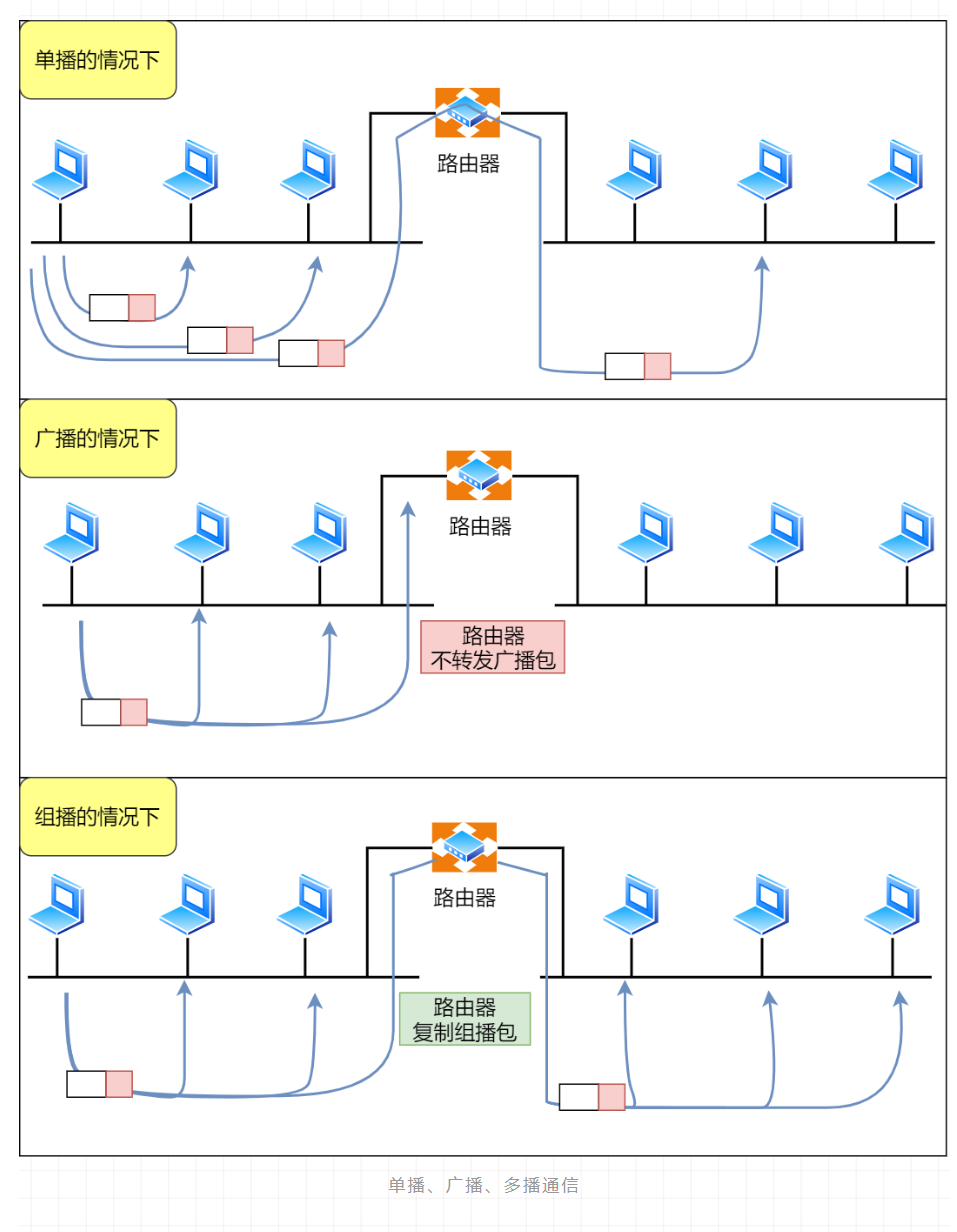 单播的情况下
路由器
广播的情况下
路由器
路由器
不转发广播包
组播的情况下
路由器
路由器
复制组播包
单播、广播、多播通信